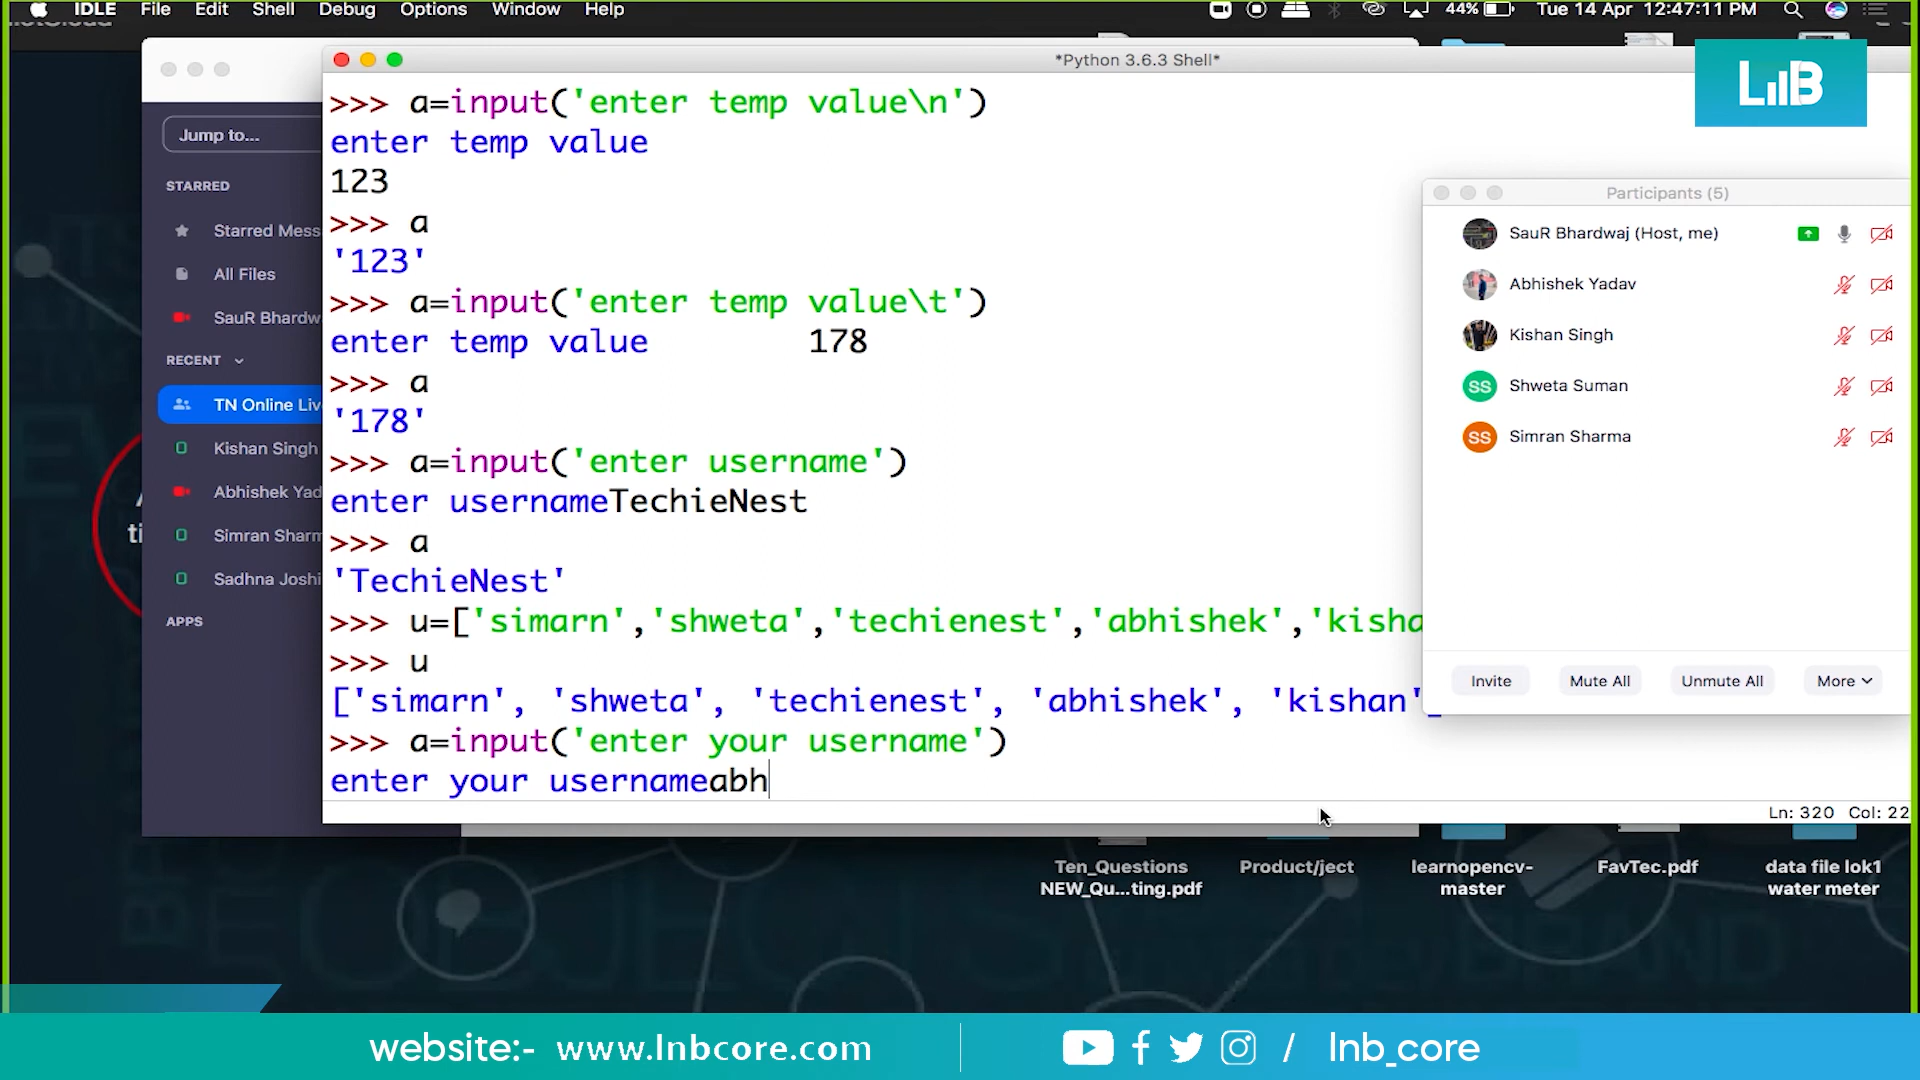 IDLE File Edit Shell Debug Options Window Help
44% Tue 14 Apr 12:47:11 PM
*Python 3.6.3 Shell*
LNB
Jump to...
STARRED
Starred Mess
All Files
SauR Bhardw
RECENT
TN Online Liv
Kishan Singh
Abhishek Yad
Simran Sharm
Sadhna Joshi
APPS
>>> a=input('enter temp value\n')
enter temp value
123
>>> a
'123'
>>> a=input('enter temp value\t')
enter temp value 178
>>> a
'178'
>>> a=input('enter username')
enter usernameTechieNest
>>> a
'TechieNest'
>>> u=['simarn','shweta','techienest','abhishek','kisha
>>> u
['simarn', 'shweta', 'techienest', 'abhishek', 'kishan'
>>> a=input('enter your username')
enter your usernameabh
Ln: 320 Col: 22
Participants (5)
SauR Bhardwaj (Host, me)
Abhishek Yadav
Kishan Singh
SS Shweta Suman
SS Simran Sharma
Invite Mute All Unmute All More
Ten_Questions
NEW_Qu...ting.pdf
Product/ject
learnopencv-
master
FavTec.pdf
data file lok1
water meter
website:- www.lnbcore.com
/ lnb_core